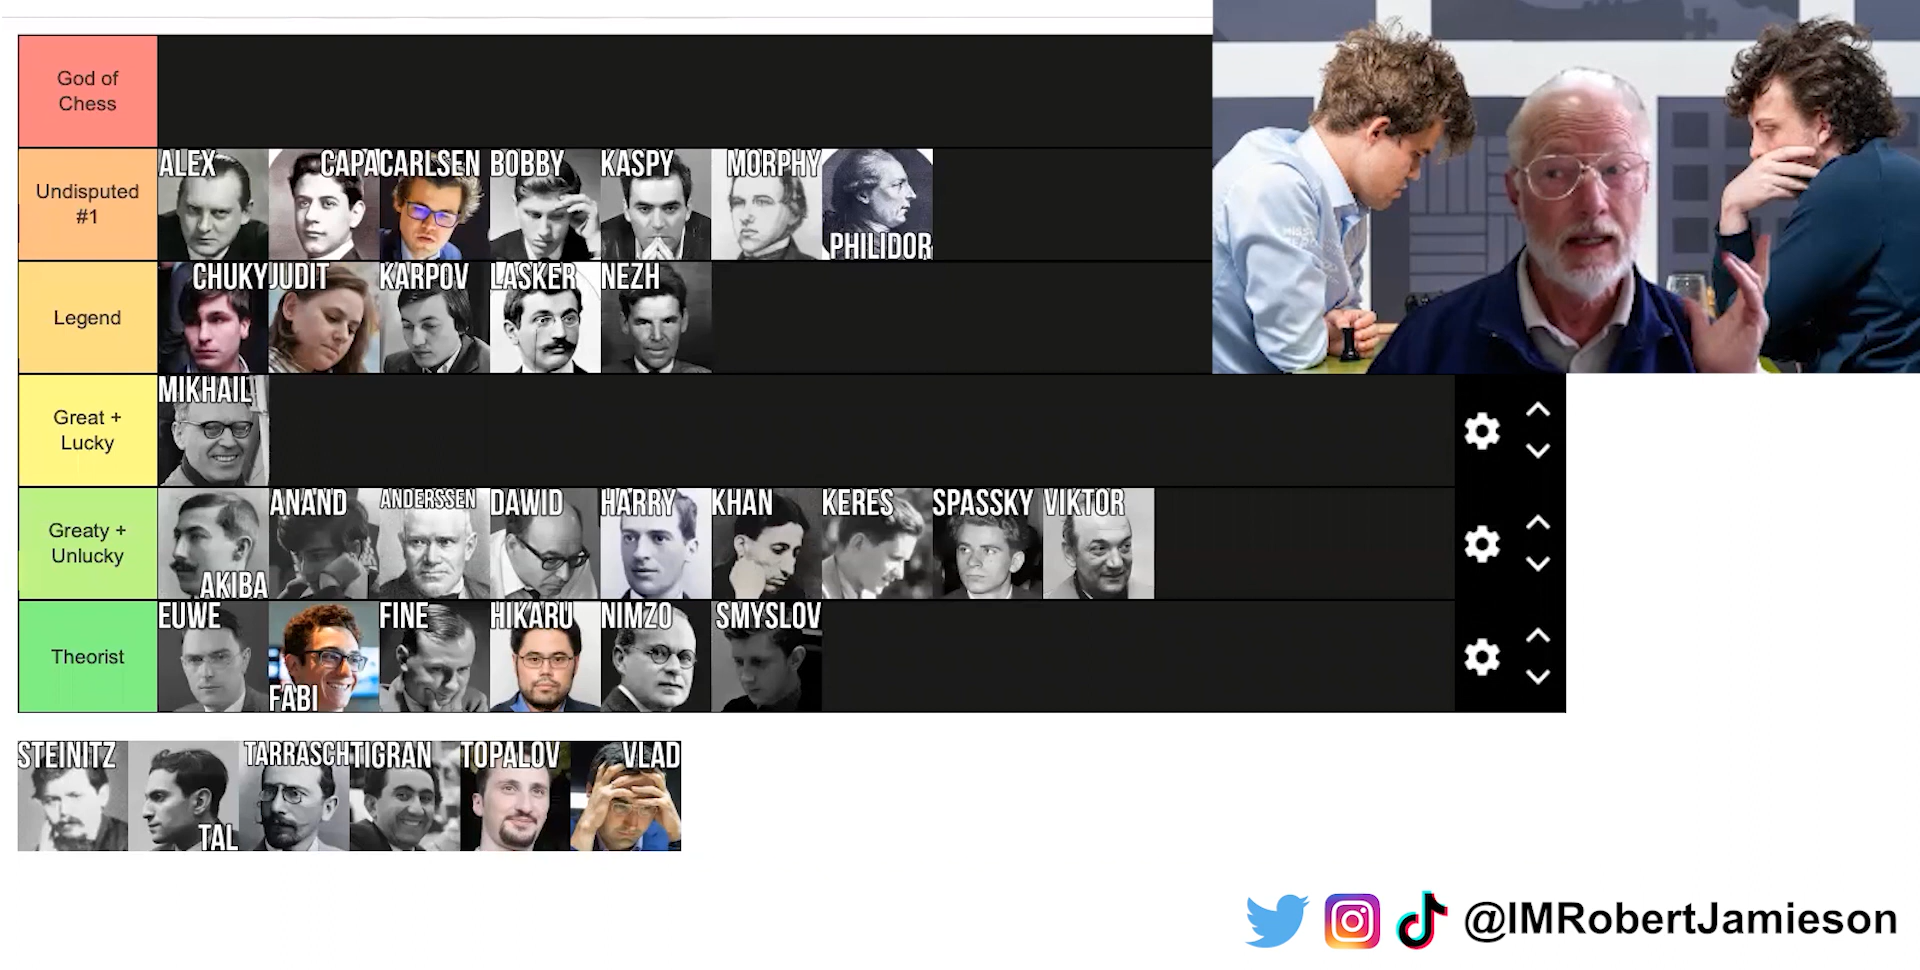 God of
Chess
Undisputed
#1
ALEX CAPA CARLSEN BOBBY KASPY MORPHY
PHILIDOR
Legend
CHUKY JUDIT KARPOV LASKER NEZH
Great +
Lucky
MIKHAIL
Greaty +
Unlucky
ANAND ANDERSSEN DAWID HARRY KHAN KERES SPASSKY VIKTOR
AKIBA
Theorist
EUWE FINE HIKARU NIMZO SMYSLOV
FABI
STEINITZ TARRASCH TIGRAN TOPALOV VLAD
TAL
@IMRobertJamieson